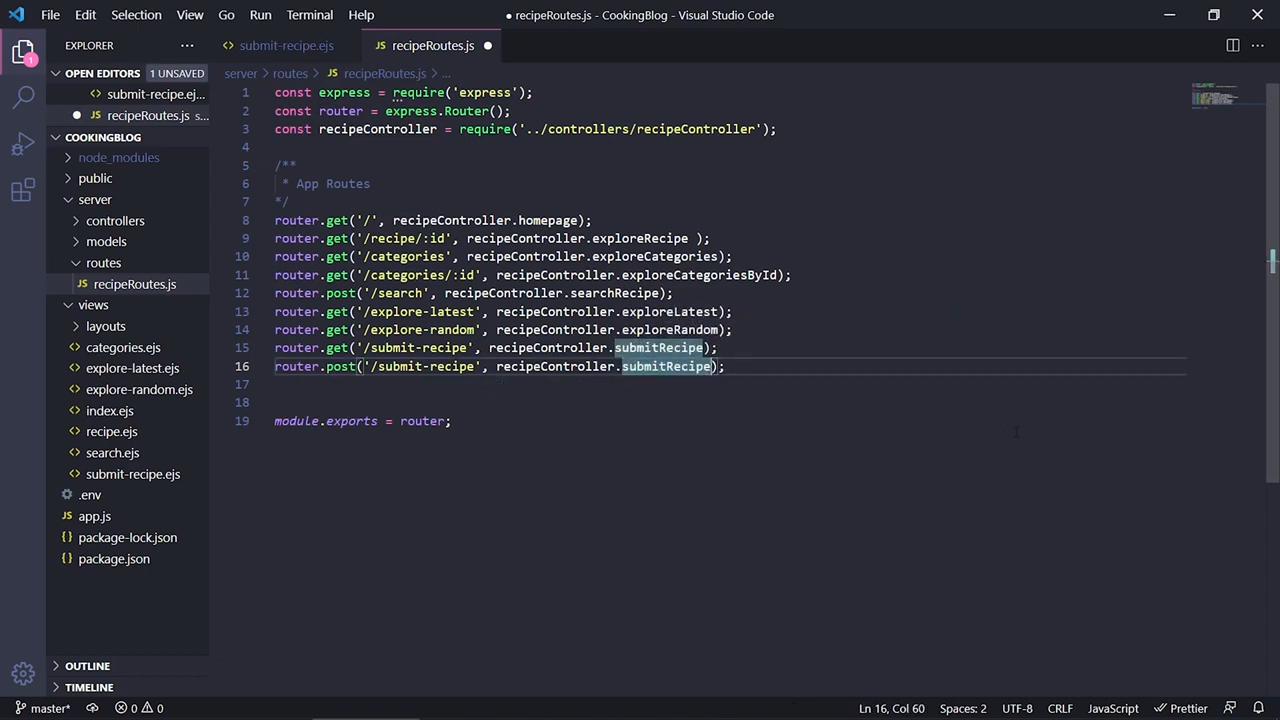 File Edit Selection View Go Run Terminal Help
● recipeRoutes.js - CookingBlog - Visual Studio Code
EXPLORER
OPEN EDITORS 1 UNSAVED
submit-recipe.ej...
recipeRoutes.js s...
COOKINGBLOG
node_modules
public
server
controllers
models
routes
JS recipeRoutes.js
views
layouts
categories.ejs
explore-latest.ejs
explore-random.ejs
index.ejs
recipe.ejs
search.ejs
submit-recipe.ejs
.env
JS app.js
package-lock.json
package.json
OUTLINE
TIMELINE
1
submit-recipe.ejs
JS recipeRoutes.js
server > routes > JS recipeRoutes.js > ...
1 const express = require('express');
2 const router = express.Router();
3 const recipeController = require('../controllers/recipeController');
4
5 /**
6  * App Routes
7 */
8 router.get('/', recipeController.homepage);
9 router.get('/recipe/:id', recipeController.exploreRecipe );
10 router.get('/categories', recipeController.exploreCategories);
11 router.get('/categories/:id', recipeController.exploreCategoriesById);
12 router.post('/search', recipeController.searchRecipe);
13 router.get('/explore-latest', recipeController.exploreLatest);
14 router.get('/explore-random', recipeController.exploreRandom);
15 router.get('/submit-recipe', recipeController.submitRecipe);
16 router.post('/submit-recipe', recipeController.submitRecipe);
17
18
19 module.exports = router;
master* 0 0
Ln 16, Col 60 Spaces: 2 UTF-8 CRLF JavaScript Prettier